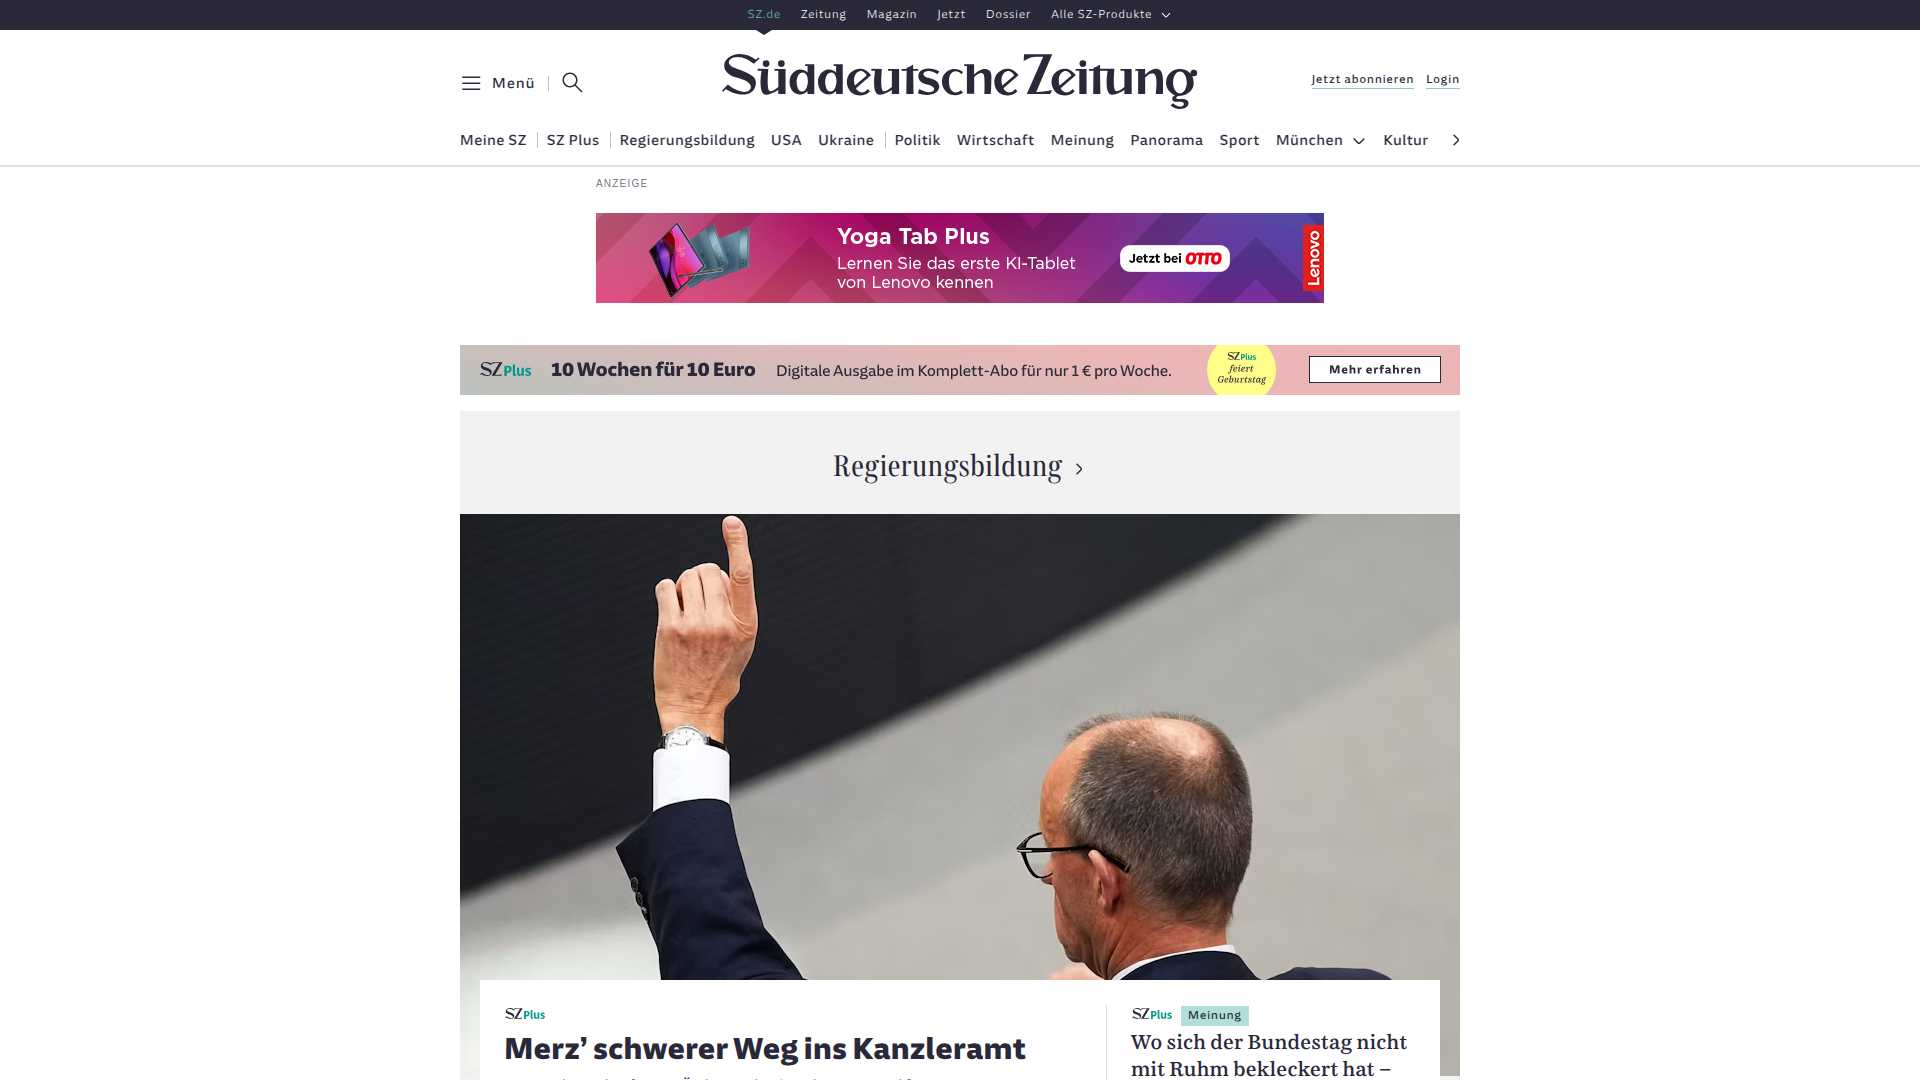 SZ.de Zeitung Magazin Jetzt Dossier Alle SZ-Produkte
Menü
Süddeutsche Zeitung
Jetzt abonnieren Login
Meine SZ SZ Plus Regierungsbildung USA Ukraine Politik Wirtschaft Meinung Panorama Sport München Kultur
ANZEIGE
Yoga Tab Plus
Lernen Sie das erste KI-Tablet
von Lenovo kennen
Jetzt bei OTTO
Lenovo
SZ Plus 10 Wochen für 10 Euro Digitale Ausgabe im Komplett-Abo für nur 1 € pro Woche.
SZ Plus
feiert
Geburtstag
Mehr erfahren
Regierungsbildung
SZ Plus
Merz’ schwerer Weg ins Kanzleramt
SZ Plus Meinung
Wo sich der Bundestag nicht
mit Ruhm bekleckert hat –